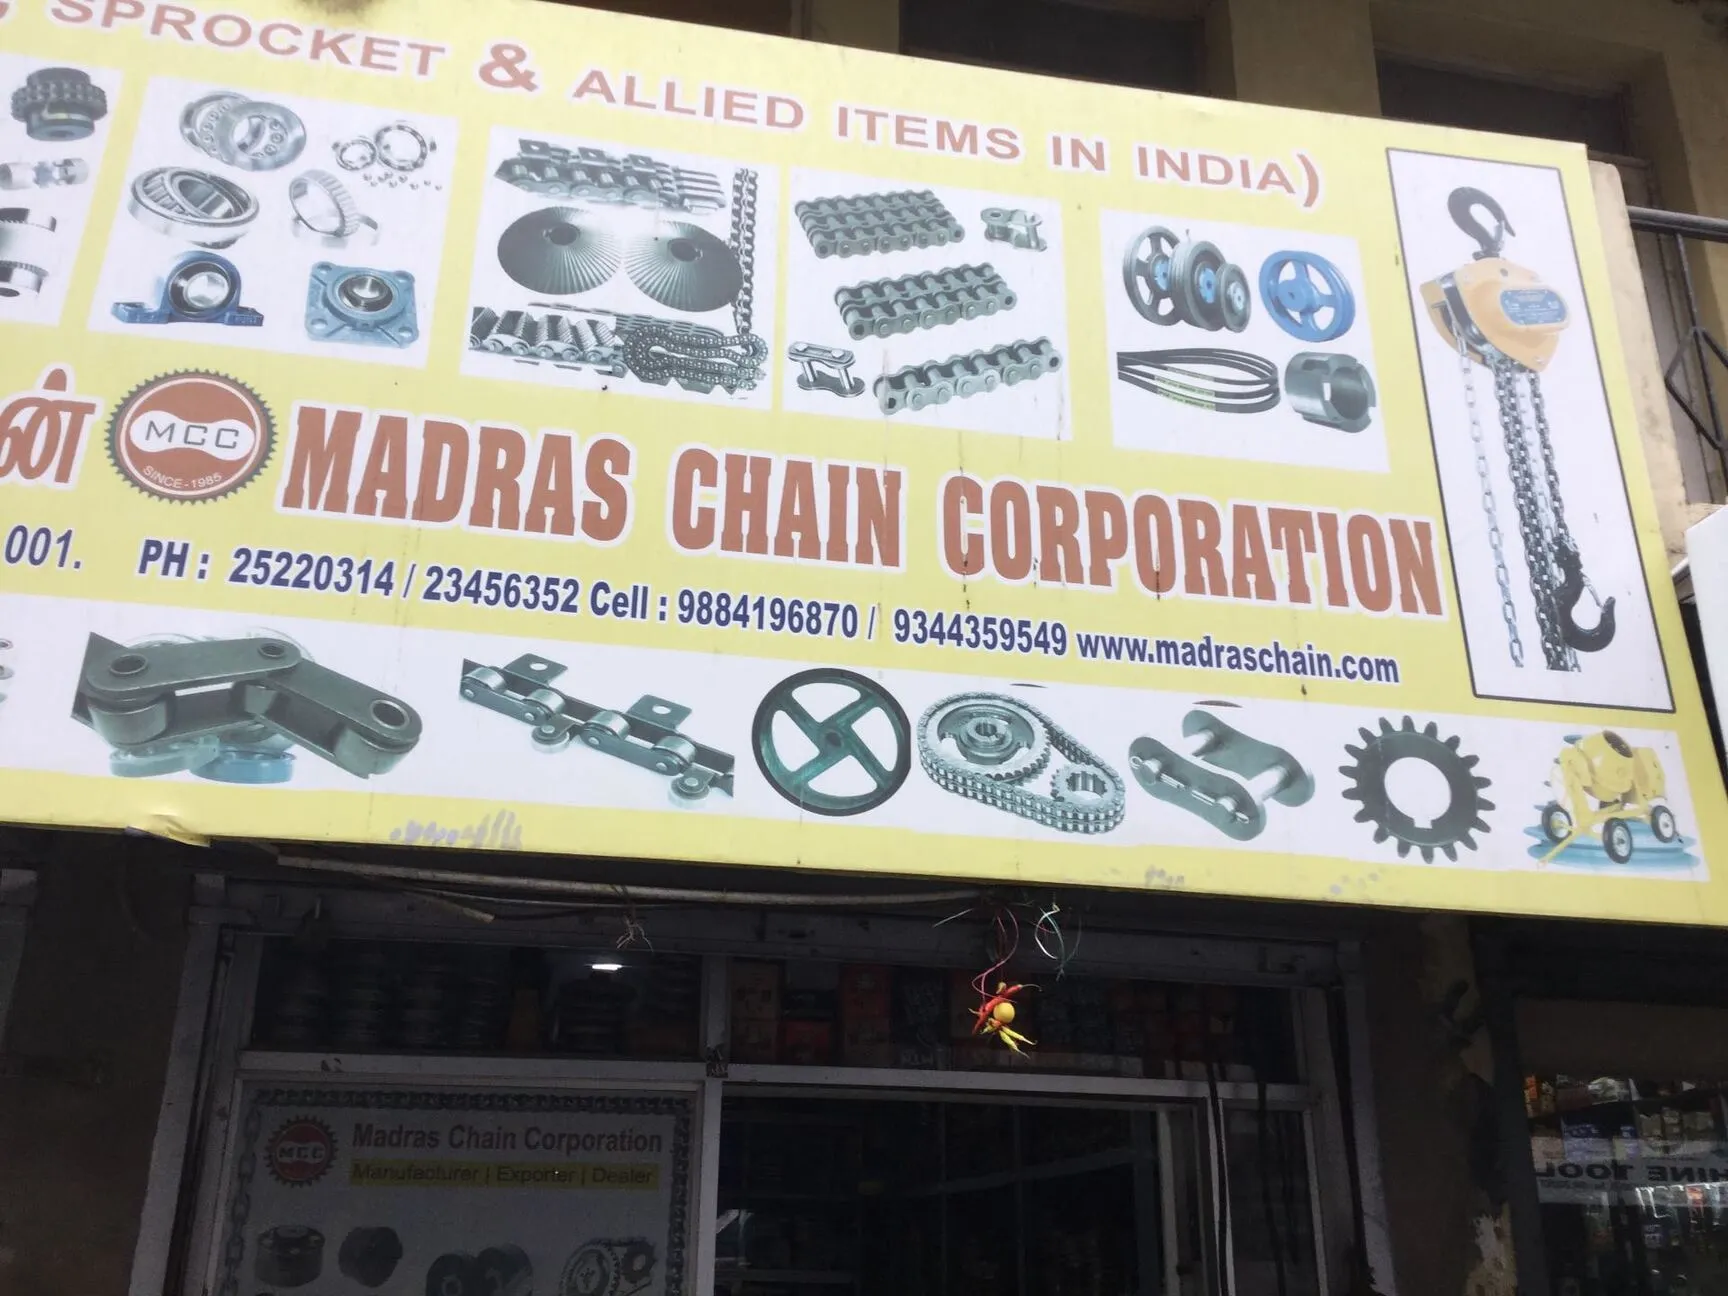 SPROCKET & ALLIED ITEMS IN INDIA)
ன்
MCC
SINCE-1985
MADRAS CHAIN CORPORATION
001. PH : 25220314 / 23456352 Cell : 9884196870 / 9344359549 www.madraschain.com
MCC
Madras Chain Corporation
Manufacturer | Exporter | Dealer